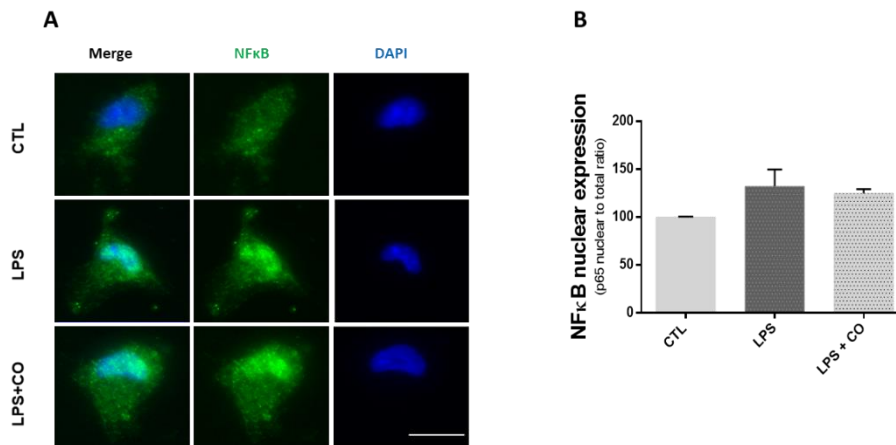 A
Merge
NFκB
DAPI
CTL
LPS
LPS+CO
B
NFκB nuclear expression
(p65 nuclear to total ratio)
200
150
100
50
0
CTL
LPS
LPS + CO